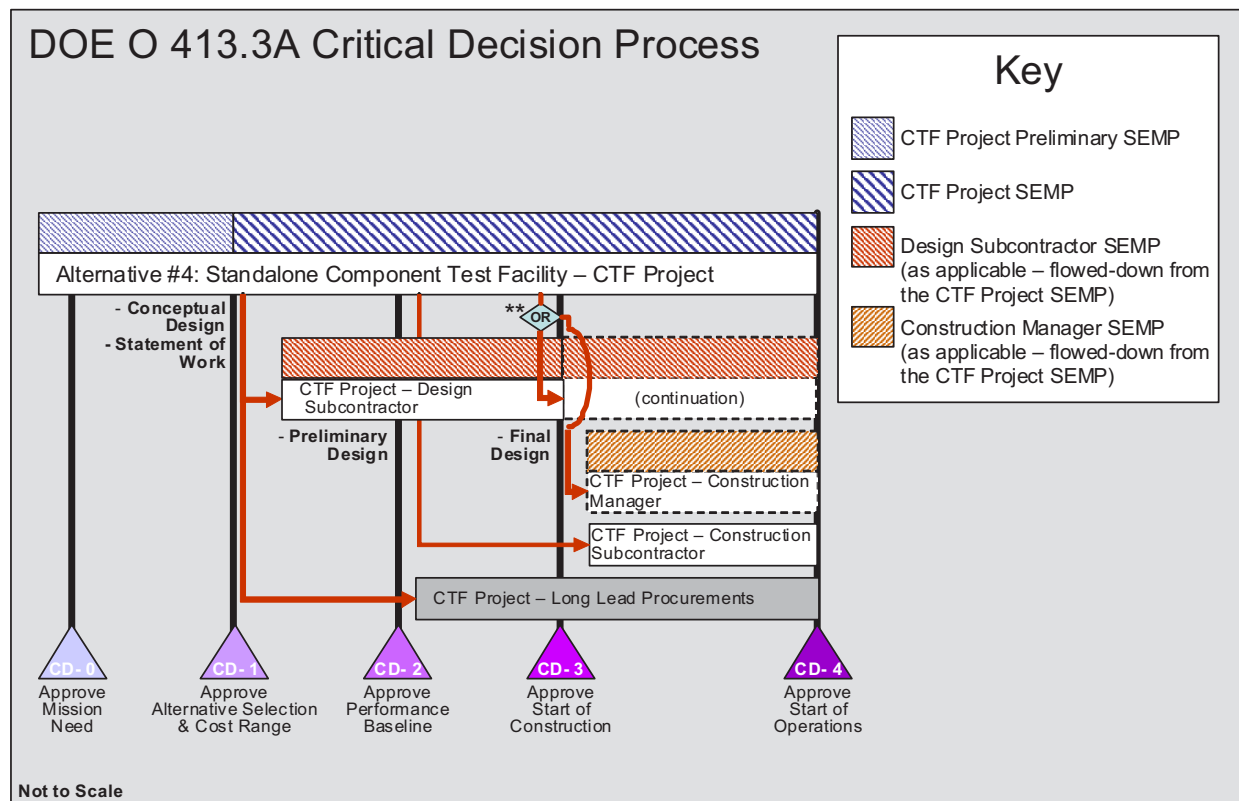 DOE O 413.3A Critical Decision Process
Key
CTF Project Preliminary SEMP
CTF Project SEMP
Design Subcontractor SEMP
(as applicable – flowed-down from
the CTF Project SEMP)
Construction Manager SEMP
(as applicable – flowed-down from
the CTF Project SEMP)
Alternative #4: Standalone Component Test Facility – CTF Project
- Conceptual
Design
- Statement of
Work
**
OR
CTF Project – Design
Subcontractor
(continuation)
- Preliminary
Design
- Final
Design
CTF Project – Construction
Manager
CTF Project – Construction
Subcontractor
CTF Project – Long Lead Procurements
CD- 0
Approve
Mission
Need
CD- 1
Approve
Alternative Selection
& Cost Range
CD- 2
Approve
Performance
Baseline
CD- 3
Approve
Start of
Construction
CD- 4
Approve
Start of
Operations
Not to Scale